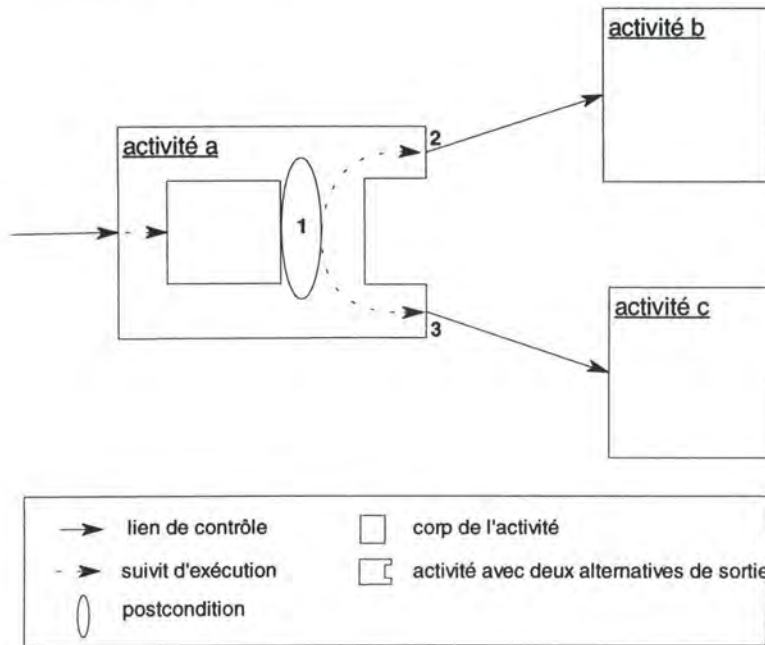 activité b
activité a
2
1
3
activité c
lien de contrôle
corp de l'activité
suivit d'exécution
activité avec deux alternatives de sortie
postcondition